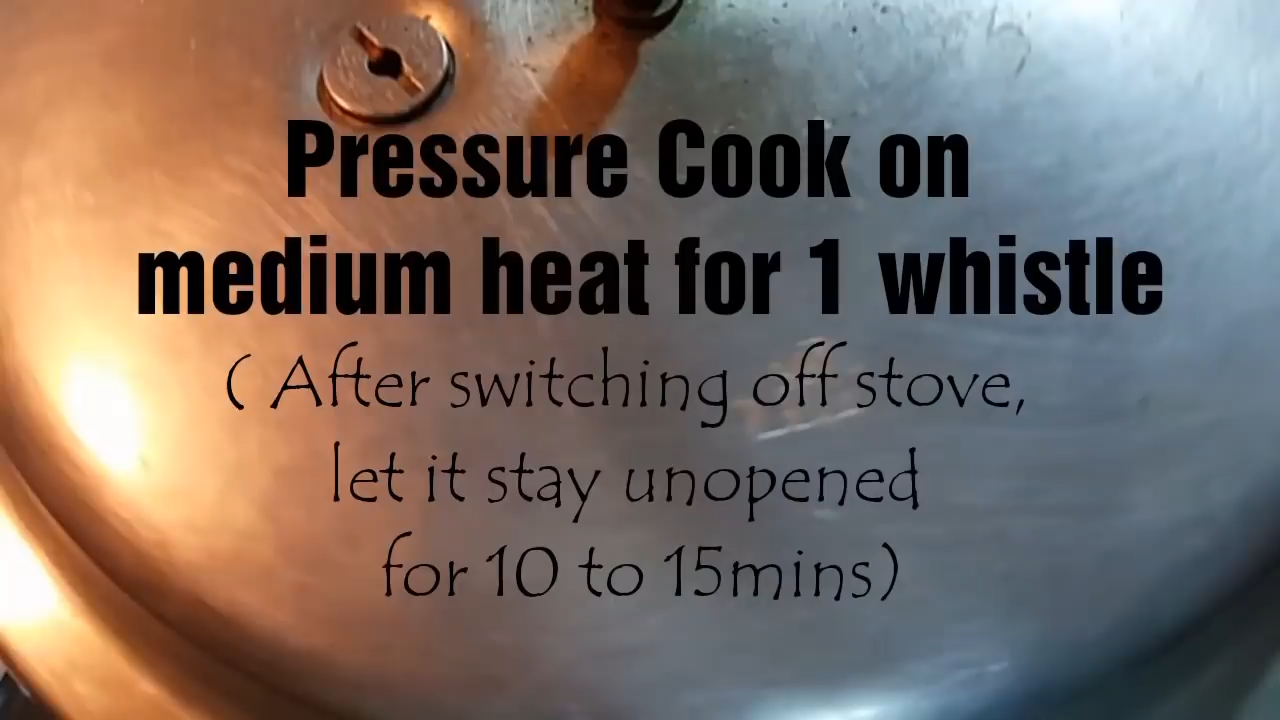 Pressure Cook on
medium heat for 1 whistle
( After switching off stove,
let it stay unopened
for 10 to 15mins)